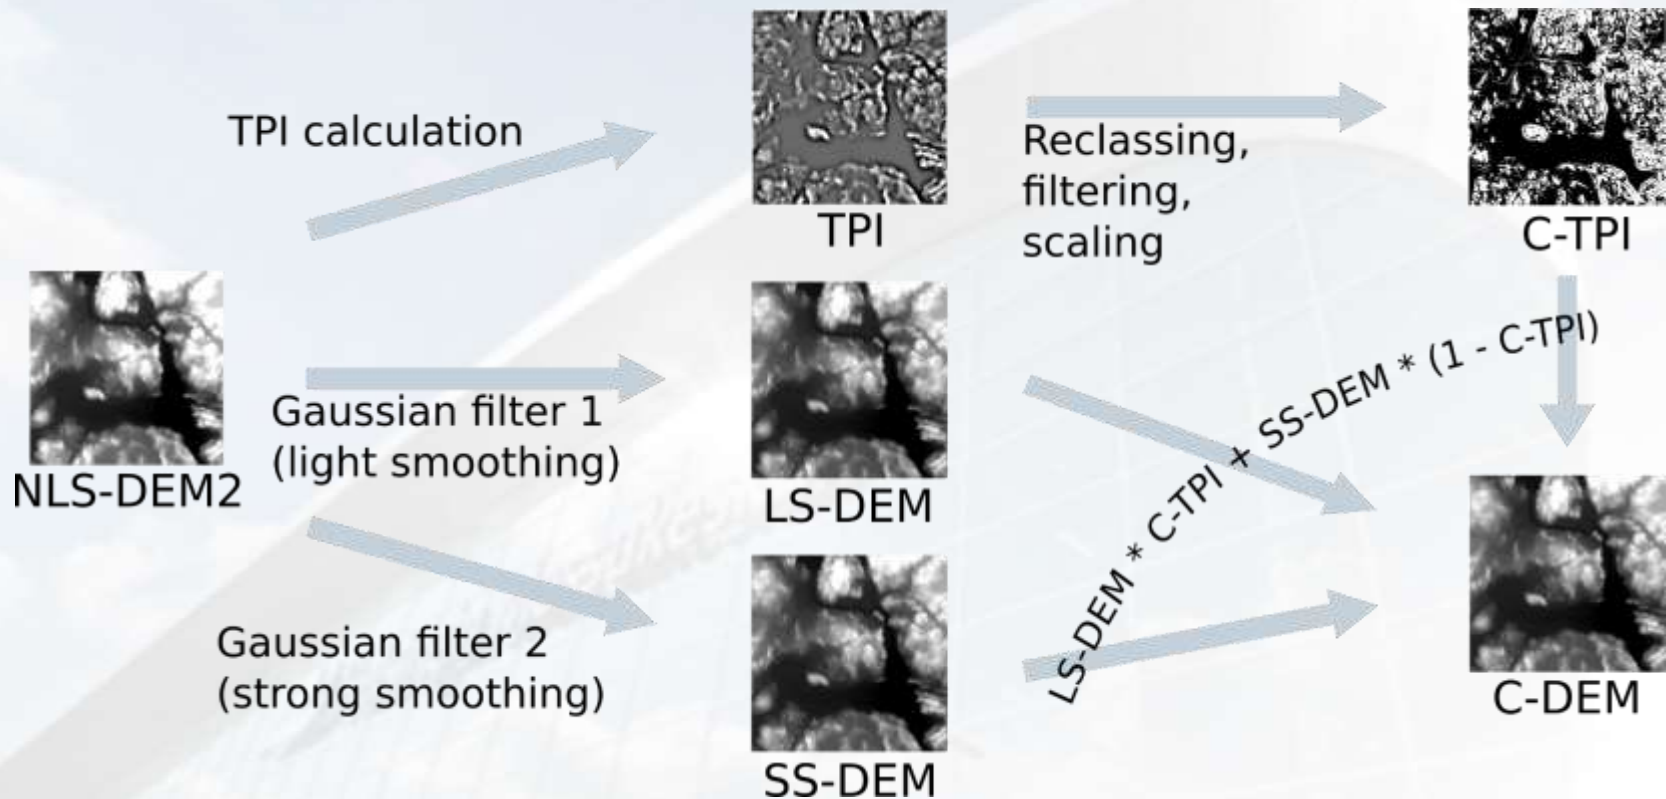 TPI calculation
TPI
Reclassing,
filtering,
scaling
C-TPI
NLS-DEM2
Gaussian filter 1
(light smoothing)
LS-DEM
LS-DEM * C-TPI + SS-DEM * (1 - C-TPI)
Gaussian filter 2
(strong smoothing)
SS-DEM
C-DEM